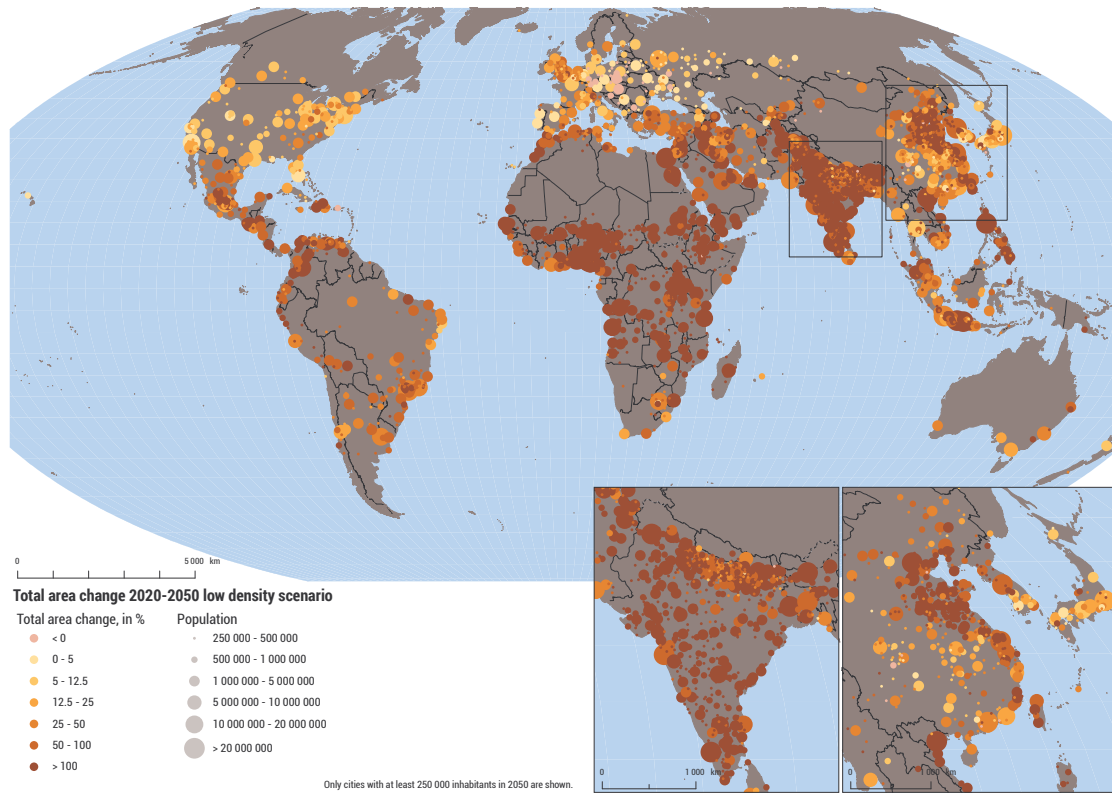 0 5 000 km
Total area change 2020-2050 low density scenario
Total area change, in %
< 0
0 - 5
5 - 12.5
12.5 - 25
25 - 50
50 - 100
> 100
Population
250 000 - 500 000
500 000 - 1 000 000
1 000 000 - 5 000 000
5 000 000 - 10 000 000
10 000 000 - 20 000 000
> 20 000 000
Only cities with at least 250 000 inhabitants in 2050 are shown.
0 1 000 km
0 1 000 km